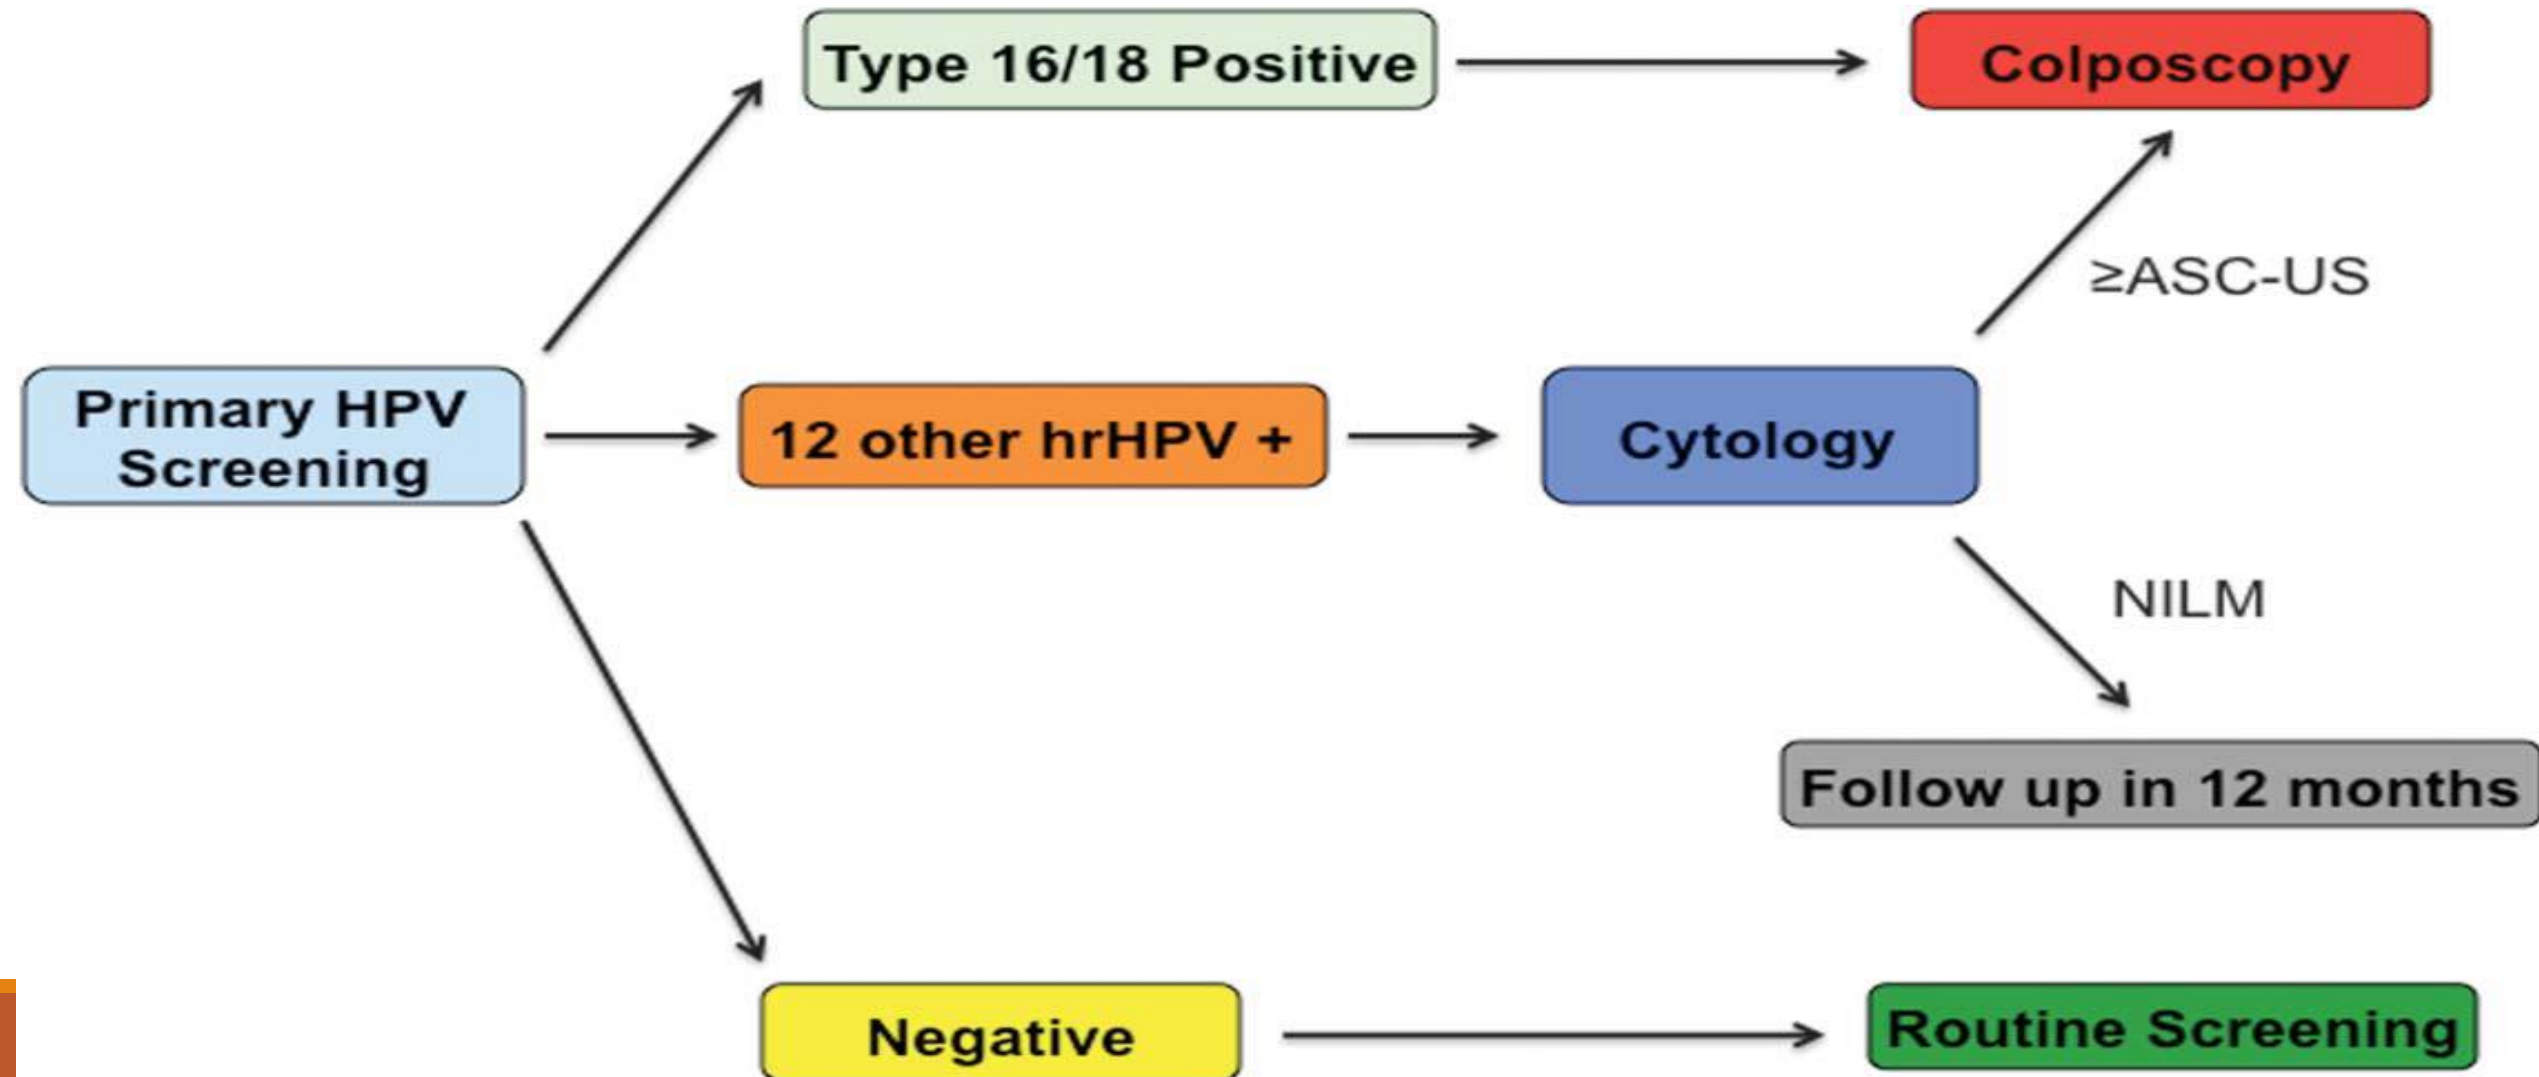 Type 16/18 Positive
Colposcopy
≥ASC-US
Primary HPV
Screening
12 other hrHPV +
Cytology
NILM
Follow up in 12 months
Negative
Routine Screening